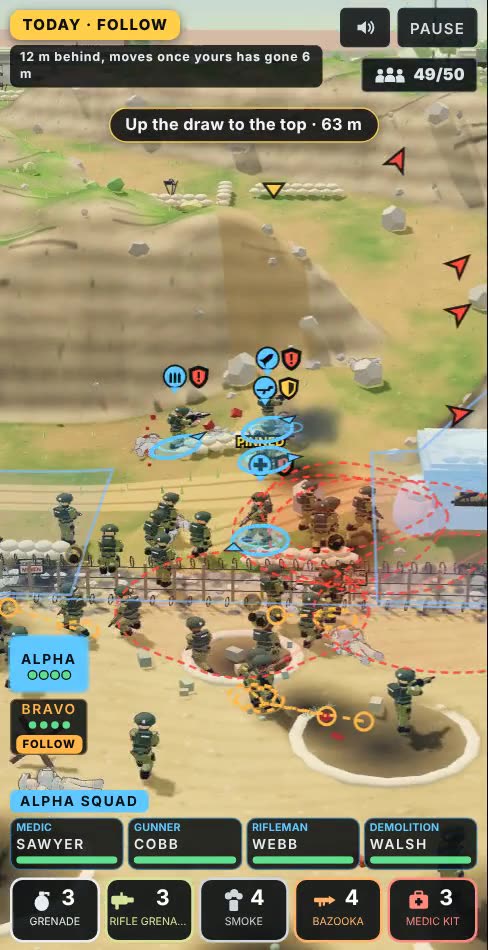 TODAY · FOLLOW
PAUSE
12 m behind, moves once yours has gone 6
m
49/50
Up the draw to the top · 63 m
PINNED
ALPHA
BRAVO
FOLLOW
ALPHA SQUAD
MEDIC
SAWYER
GUNNER
COBB
RIFLEMAN
WEBB
DEMOLITION
WALSH
3
GRENADE
3
RIFLE GRENA...
4
SMOKE
4
BAZOOKA
3
MEDIC KIT